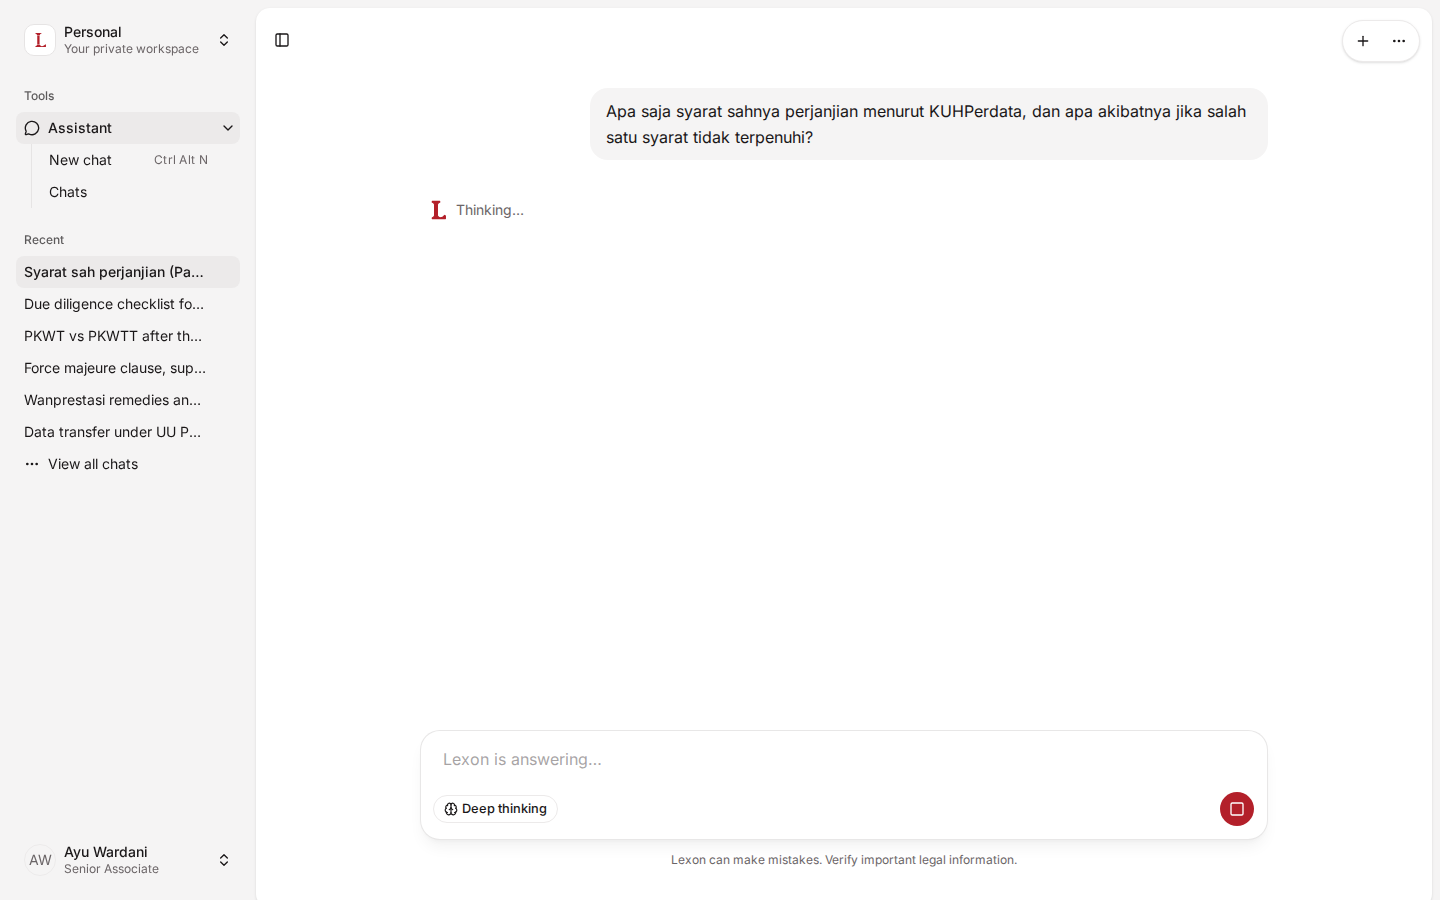 L
Personal
Your private workspace
Tools
Assistant
New chat
Ctrl Alt N
Chats
Recent
Syarat sah perjanjian (Pa...
Due diligence checklist fo...
PKWT vs PKWTT after th...
Force majeure clause, sup...
Wanprestasi remedies an...
Data transfer under UU P...
View all chats
AW
Ayu Wardani
Senior Associate
Apa saja syarat sahnya perjanjian menurut KUHPerdata, dan apa akibatnya jika salah
satu syarat tidak terpenuhi?
L
Thinking...
Lexon is answering...
Deep thinking
Lexon can make mistakes. Verify important legal information.